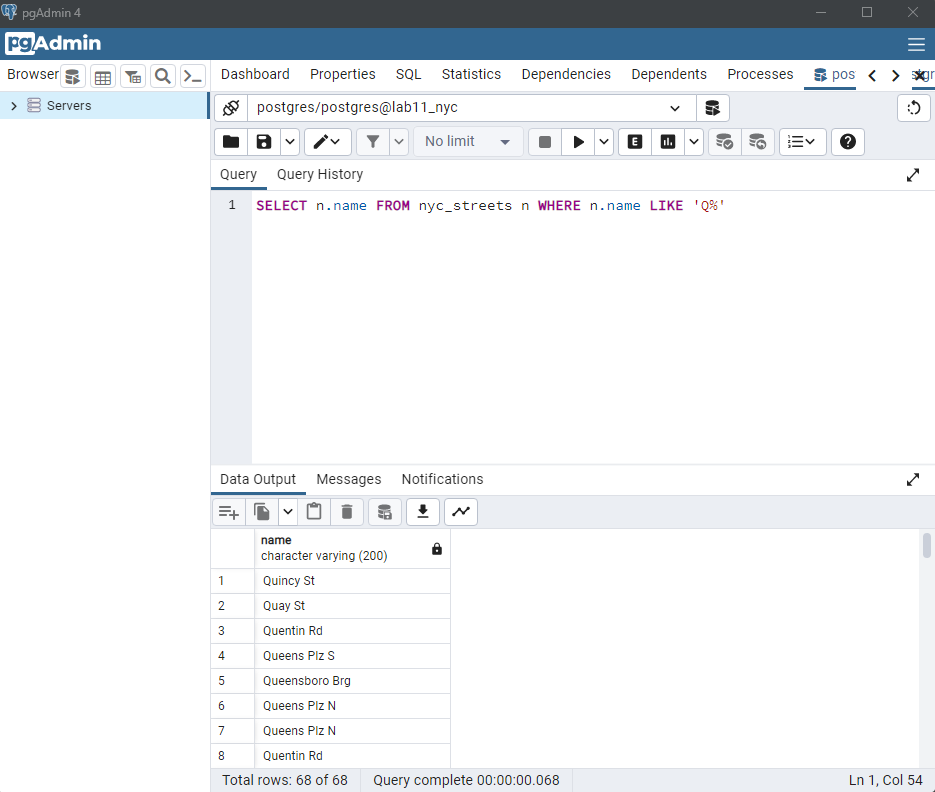 pgAdmin 4
pgAdmin
Browser
Servers
Dashboard Properties SQL Statistics Dependencies Dependents Processes pos
postgres/postgres@lab11_nyc
No limit
E
Query Query History
1 SELECT n.name FROM nyc_streets n WHERE n.name LIKE 'Q%'
Data Output Messages Notifications
name
character varying (200)
1 Quincy St
2 Quay St
3 Quentin Rd
4 Queens Plz S
5 Queensboro Brg
6 Queens Plz N
7 Queens Plz N
8 Quentin Rd
Total rows: 68 of 68 Query complete 00:00:00.068 Ln 1, Col 54